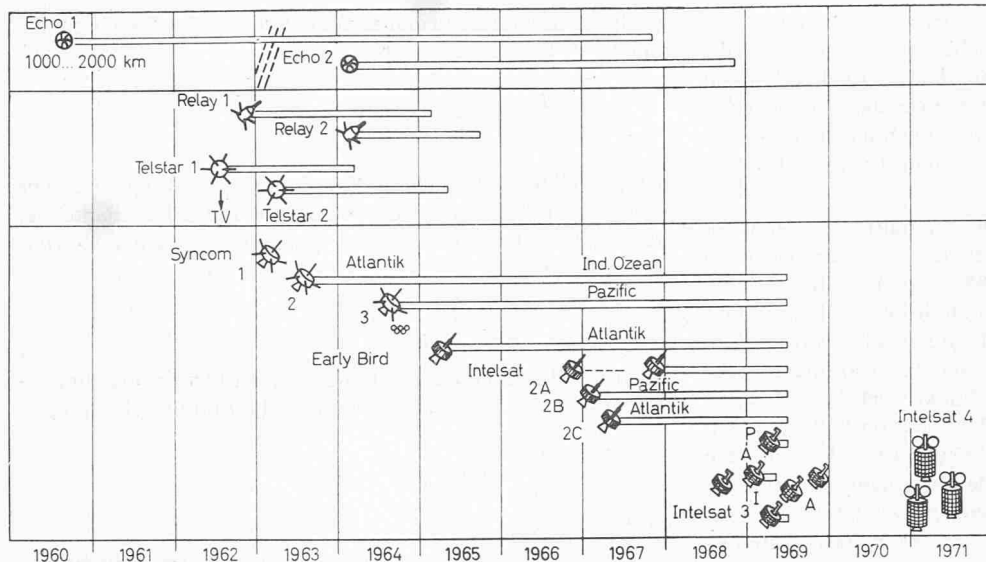 Echo 1
1000...2000 km
Echo 2
Relay 1
Relay 2
Telstar 1
TV
Telstar 2
Syncom
1
2
Atlantik
Ind. Ozean
3
Pazific
Early Bird
Atlantik
Intelsat
2A
Pazific
2B
Atlantik
2C
Intelsat 4
P
A
I
A
Intelsat 3
1960 1961 1962 1963 1964 1965 1966 1967 1968 1969 1970 1971